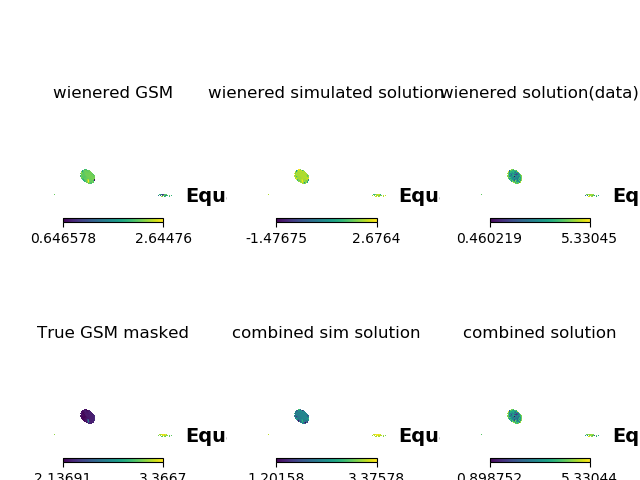 wienered GSM wienered simulated solution wienered solution(data)
Equ Equ Eq
0.646578 2.64476 -1.47675 2.6764 0.460219 5.33045
True GSM masked combined sim solution combined solution
Equ Equ Eq
2.13691 3.3667 1.20158 3.37578 0.898752 5.33044